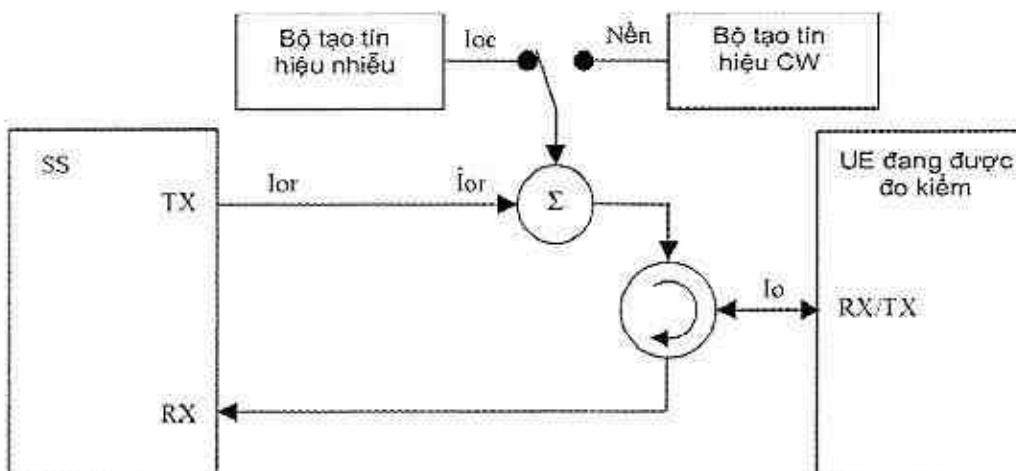 Bộ tạo tín
hiệu nhiễu
Ioc
Nền
Bộ tạo tín
hiệu CW
SS
TX
Ior
Îor
Σ
UE đang được
đo kiểm
Io
RX/TX
RX